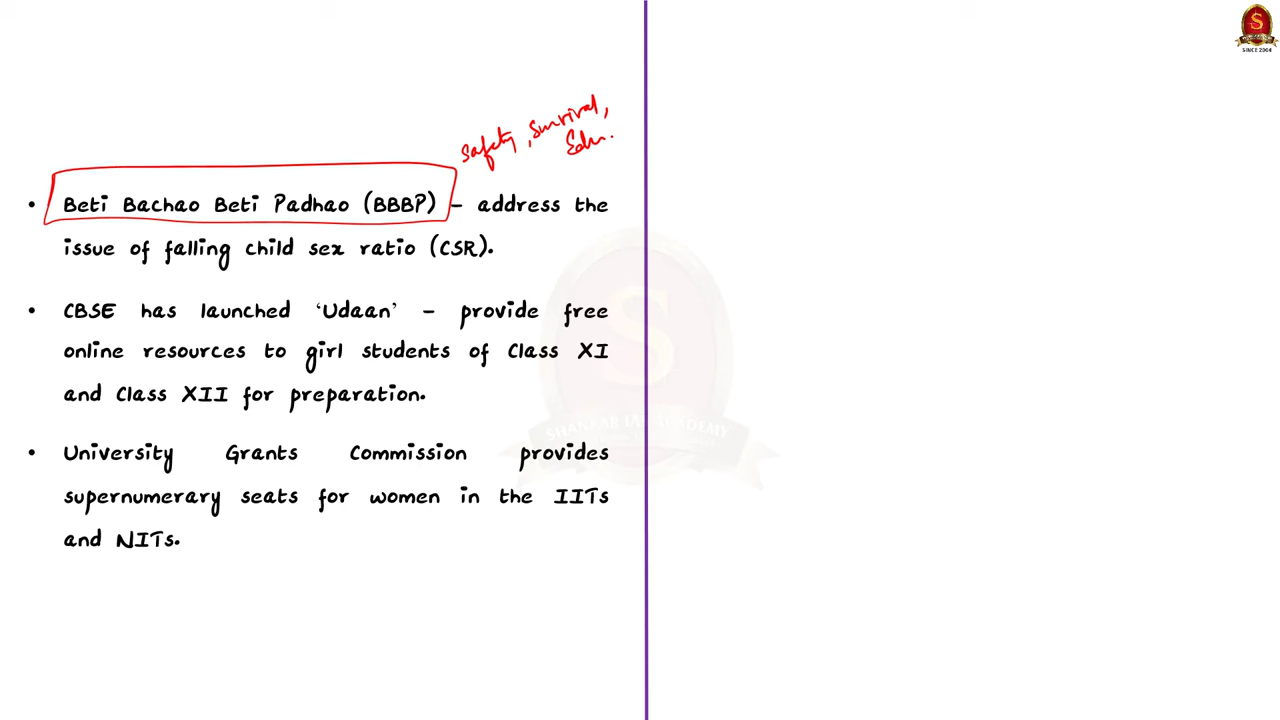 Safety, Survival,
Edu.
• Beti Bachao Beti Padhao (BBBP) – address the
issue of falling child sex ratio (CSR).
• CBSE has launched ‘Udaan’ – provide free
online resources to girl students of Class XI
and Class XII for preparation.
• University Grants Commission provides
supernumerary seats for women in the IITs
and NITs.
S
SINCE 2004